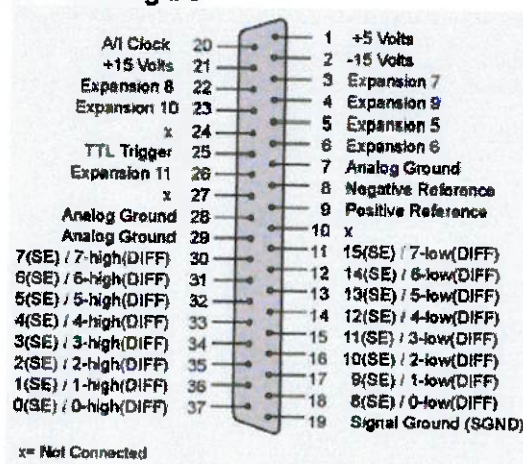 A/I Clock 20
+15 Volts 21
Expansion 8 22
Expansion 10 23
x 24
TTL Trigger 25
Expansion 11 26
x 27
Analog Ground 28
Analog Ground 29
7(SE) / 7-high(DIFF) 30
6(SE) / 6-high(DIFF) 31
5(SE) / 5-high(DIFF) 32
4(SE) / 4-high(DIFF) 33
3(SE) / 3-high(DIFF) 34
2(SE) / 2-high(DIFF) 35
1(SE) / 1-high(DIFF) 36
0(SE) / 0-high(DIFF) 37
1 +5 Volts
2 -15 Volts
3 Expansion 7
4 Expansion 9
5 Expansion 5
6 Expansion 6
7 Analog Ground
8 Negative Reference
9 Positive Reference
10 x
11 15(SE) / 7-low(DIFF)
12 14(SE) / 6-low(DIFF)
13 13(SE) / 5-low(DIFF)
14 12(SE) / 4-low(DIFF)
15 11(SE) / 3-low(DIFF)
16 10(SE) / 2-low(DIFF)
17 9(SE) / 1-low(DIFF)
18 8(SE) / 0-low(DIFF)
19 Signal Ground (SGND)
x= Not Connected